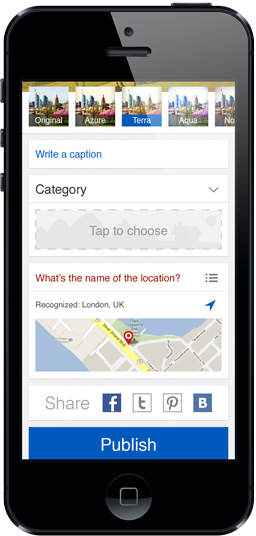 Original Azure Terra Aqua No
Write a caption
Category
Tap to choose
What's the name of the location?
Recognized: London, UK
Share f t B
Publish